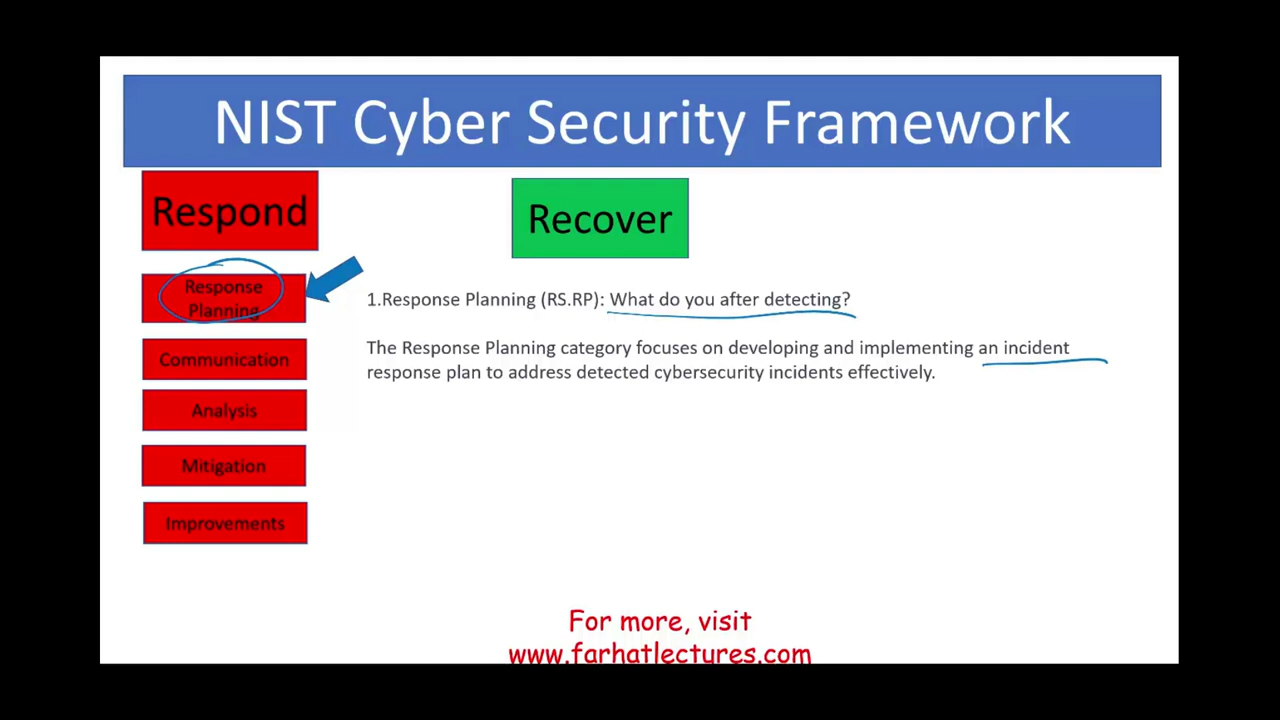 NIST Cyber Security Framework
Respond
Recover
Response
Planning
1.Response Planning (RS.RP): What do you after detecting?
The Response Planning category focuses on developing and implementing an incident
response plan to address detected cybersecurity incidents effectively.
Communication
Analysis
Mitigation
Improvements
For more, visit
www.farhatlectures.com